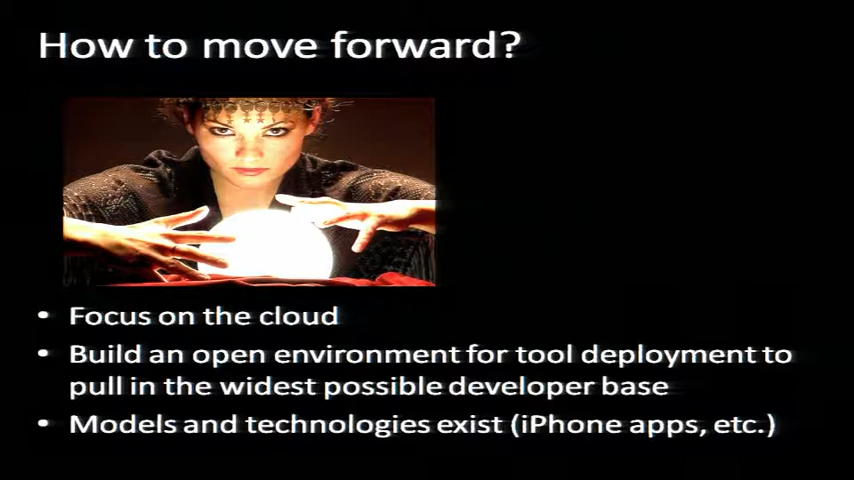 How to move forward?
• Focus on the cloud
• Build an open environment for tool deployment to
pull in the widest possible developer base
• Models and technologies exist (iPhone apps, etc.)